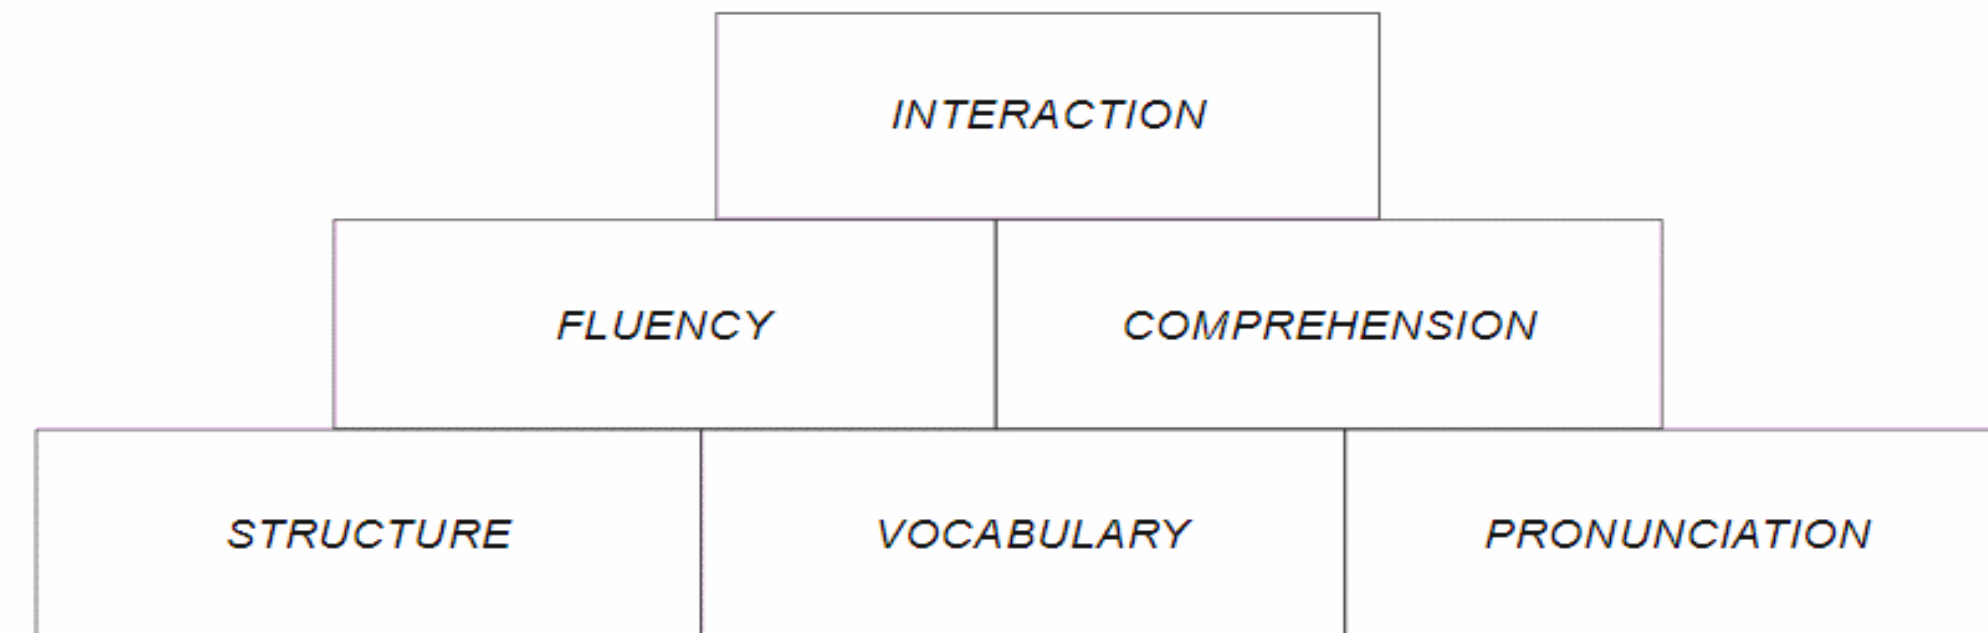 INTERACTION
FLUENCY COMPREHENSION
STRUCTURE VOCABULARY PRONUNCIATION